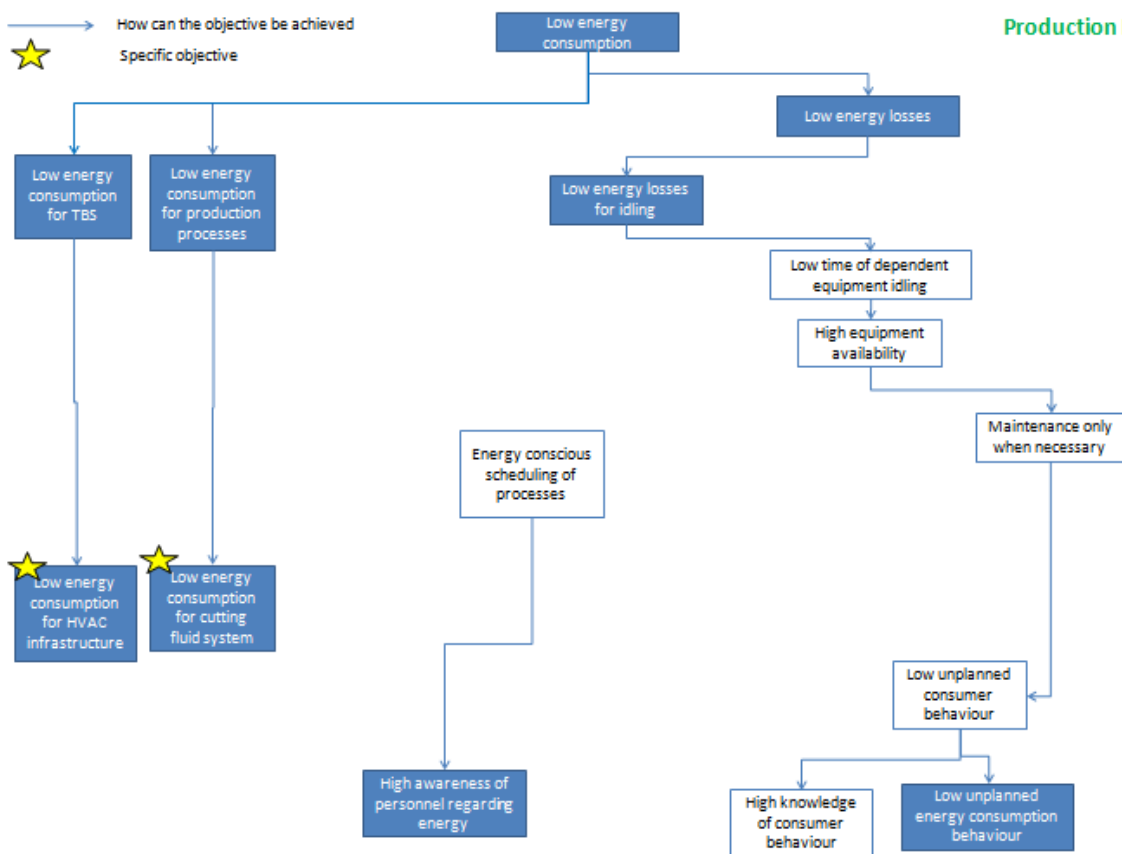 How can the objective be achieved
Specific objective
Low energy
consumption
Production
Low energy losses
Low energy
consumption
for TBS
Low energy
consumption
for production
processes
Low energy losses
for idling
Low time of dependent
equipment idling
High equipment
availability
Maintenance only
when necessary
Energy conscious
scheduling of
processes
Low energy
consumption
for HVAC
infrastructure
Low energy
consumption
for cutting
fluid system
Low unplanned
consumer
behaviour
High awareness of
personnel regarding
energy
High knowledge
of consumer
behaviour
Low unplanned
energy consumption
behaviour